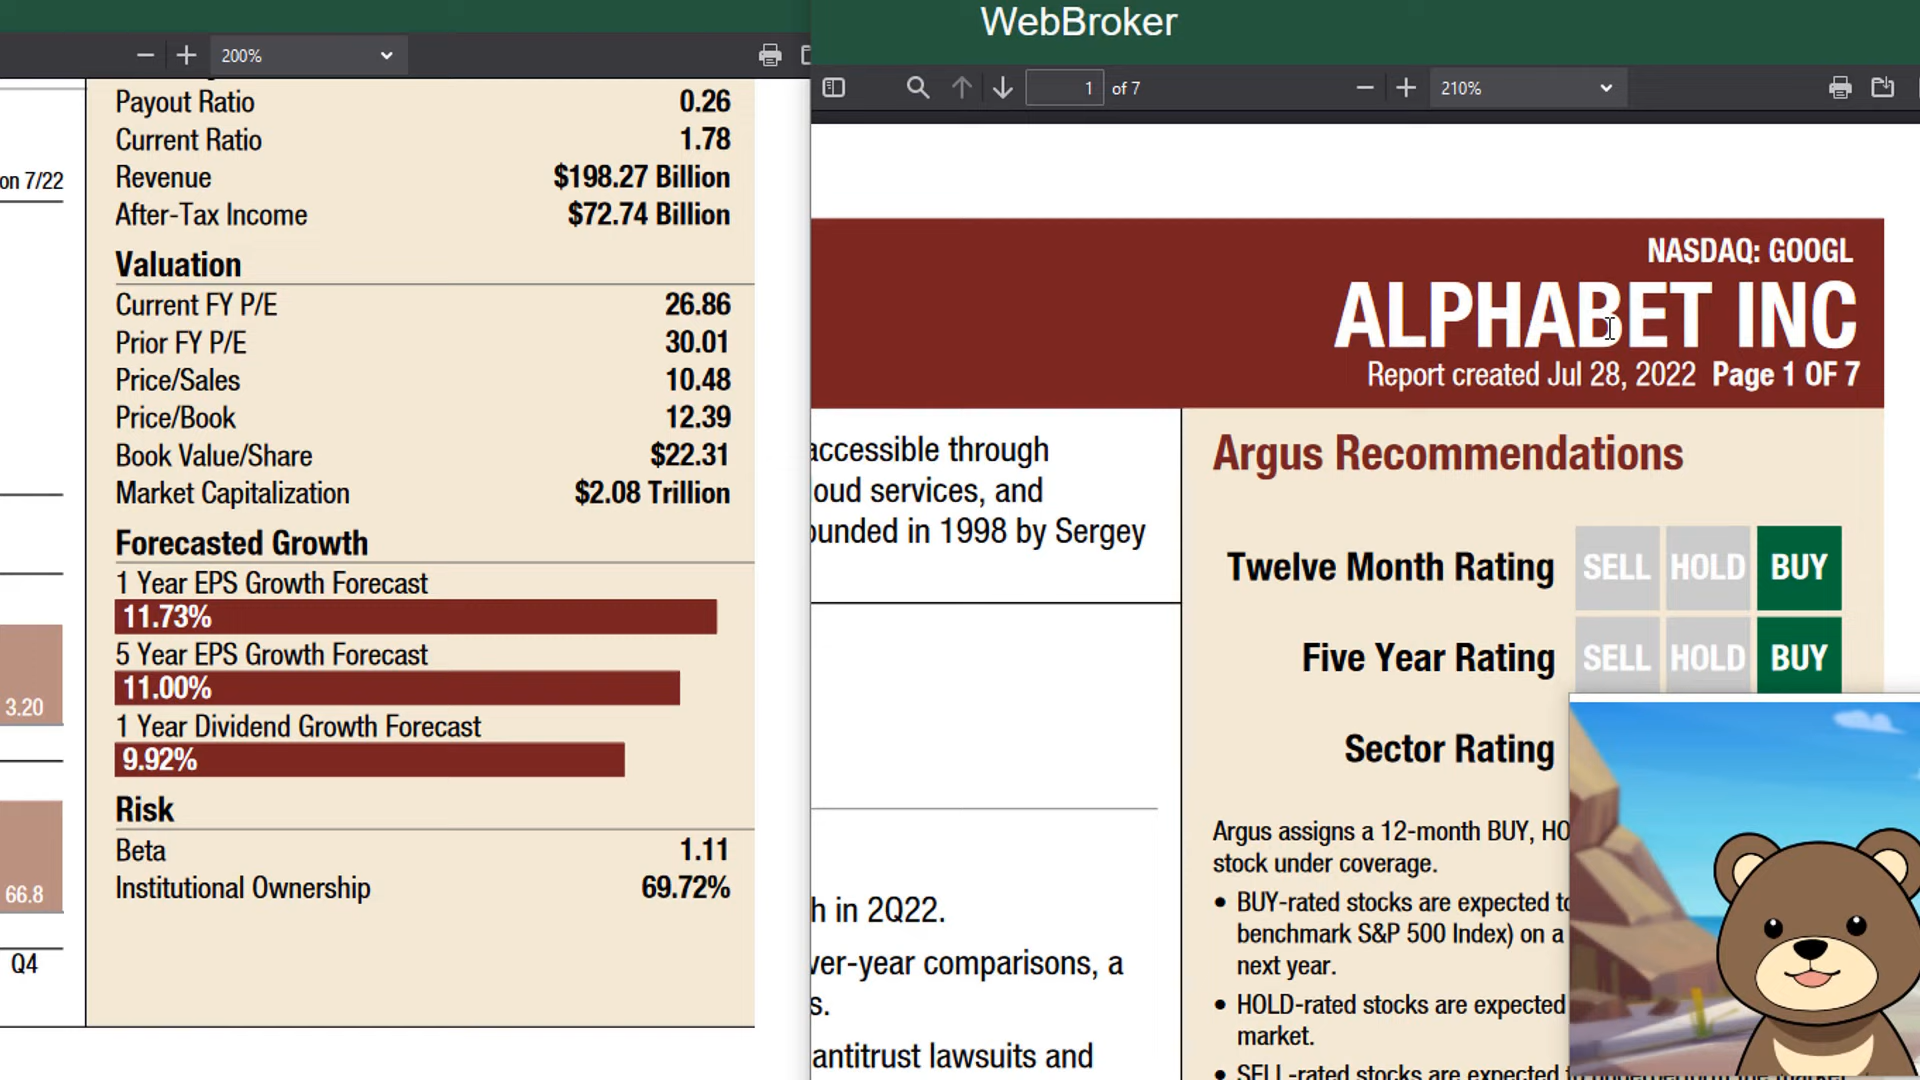 200%
on 7/22
3.20
66.8
Q4
Payout Ratio 0.26
Current Ratio 1.78
Revenue $198.27 Billion
After-Tax Income $72.74 Billion
Valuation
Current FY P/E 26.86
Prior FY P/E 30.01
Price/Sales 10.48
Price/Book 12.39
Book Value/Share $22.31
Market Capitalization $2.08 Trillion
Forecasted Growth
1 Year EPS Growth Forecast
11.73%
5 Year EPS Growth Forecast
11.00%
1 Year Dividend Growth Forecast
9.92%
Risk
Beta 1.11
Institutional Ownership 69.72%
WebBroker
1 of 7
210%
NASDAQ: GOOGL
ALPHABET INC
Report created Jul 28, 2022 Page 1 OF 7
accessible through
oud services, and
ounded in 1998 by Sergey
h in 2Q22.
ver-year comparisons, a
s.
antitrust lawsuits and
Argus Recommendations
Twelve Month Rating SELL HOLD BUY
Five Year Rating SELL HOLD BUY
Sector Rating
Argus assigns a 12-month BUY, HO
stock under coverage.
• BUY-rated stocks are expected to
benchmark S&P 500 Index) on a
next year.
• HOLD-rated stocks are expected
market.
• SELL-rated stocks are expected